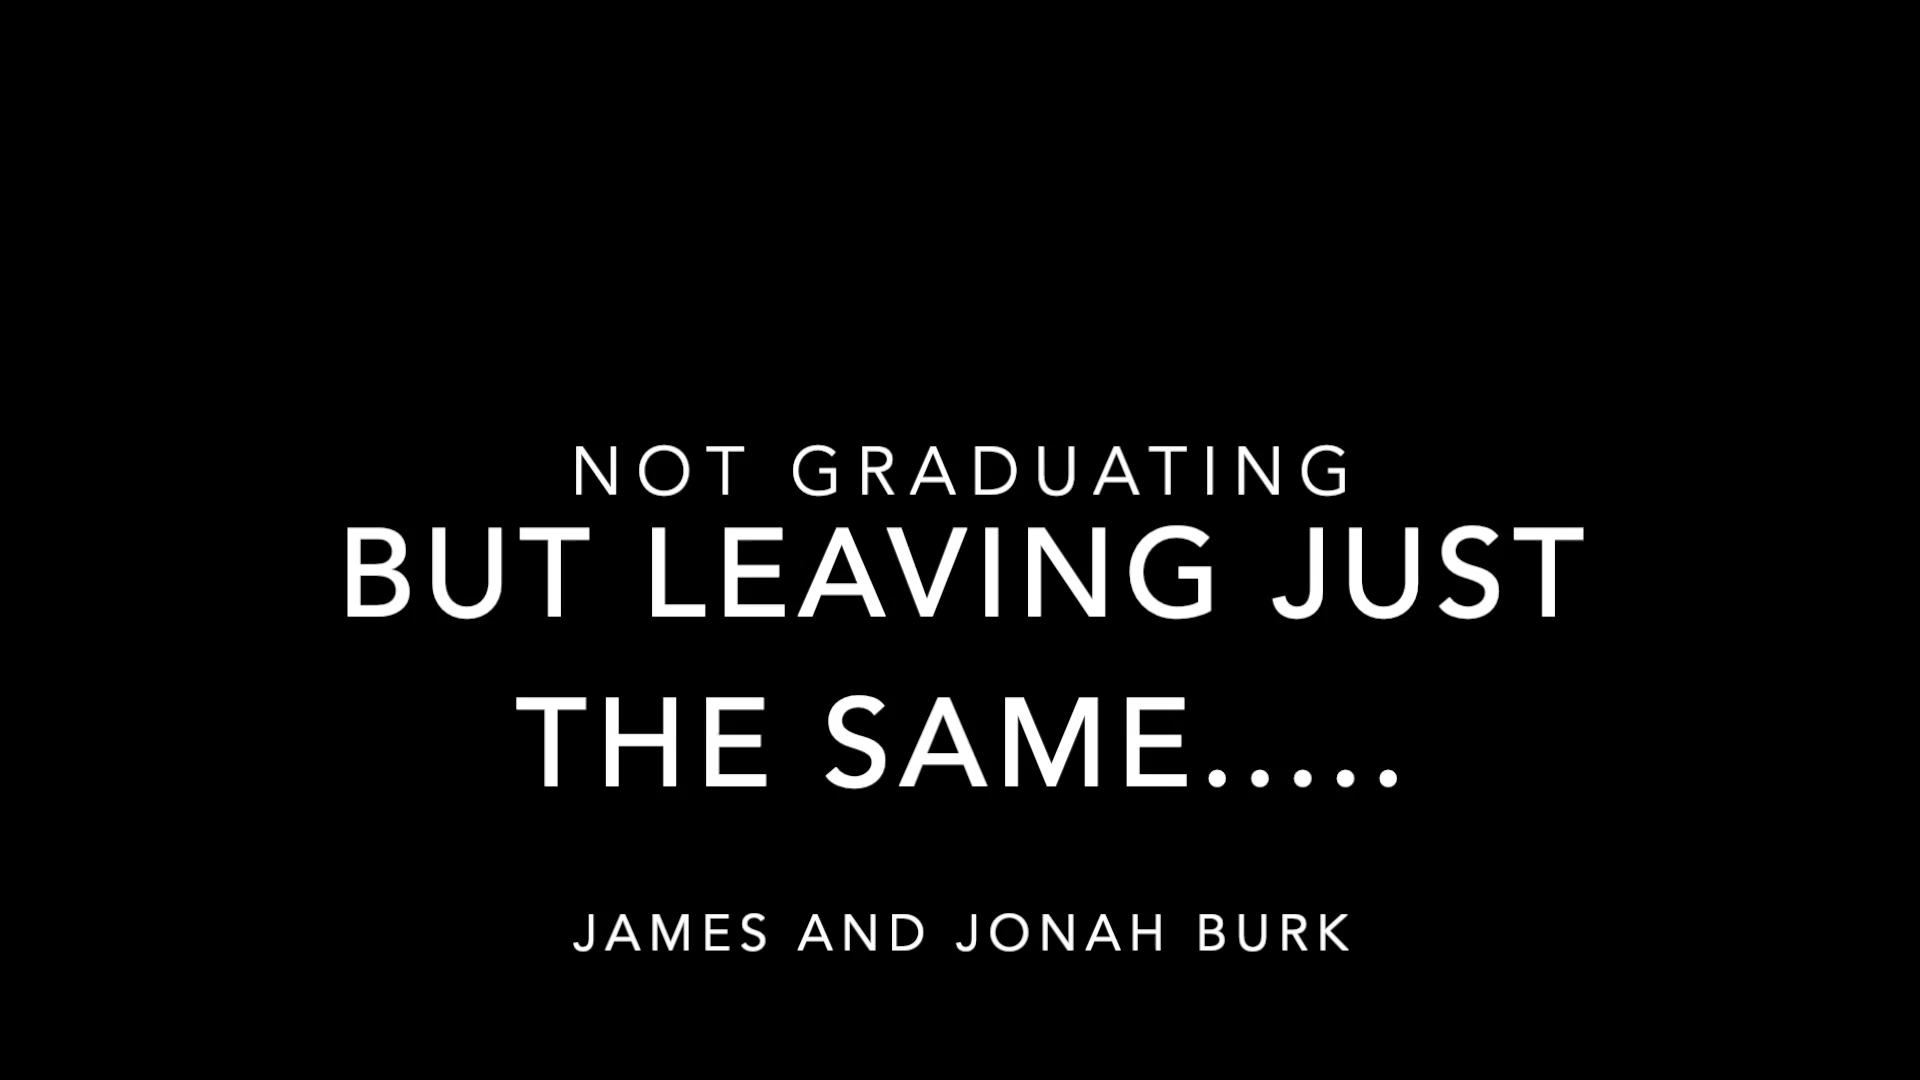 NOT GRADUATING
BUT LEAVING JUST
THE SAME.....
JAMES AND JONAH BURK